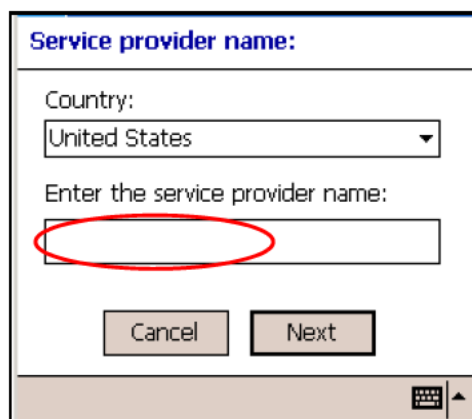 Service provider name:
Country:
United States
Enter the service provider name:
Cancel
Next